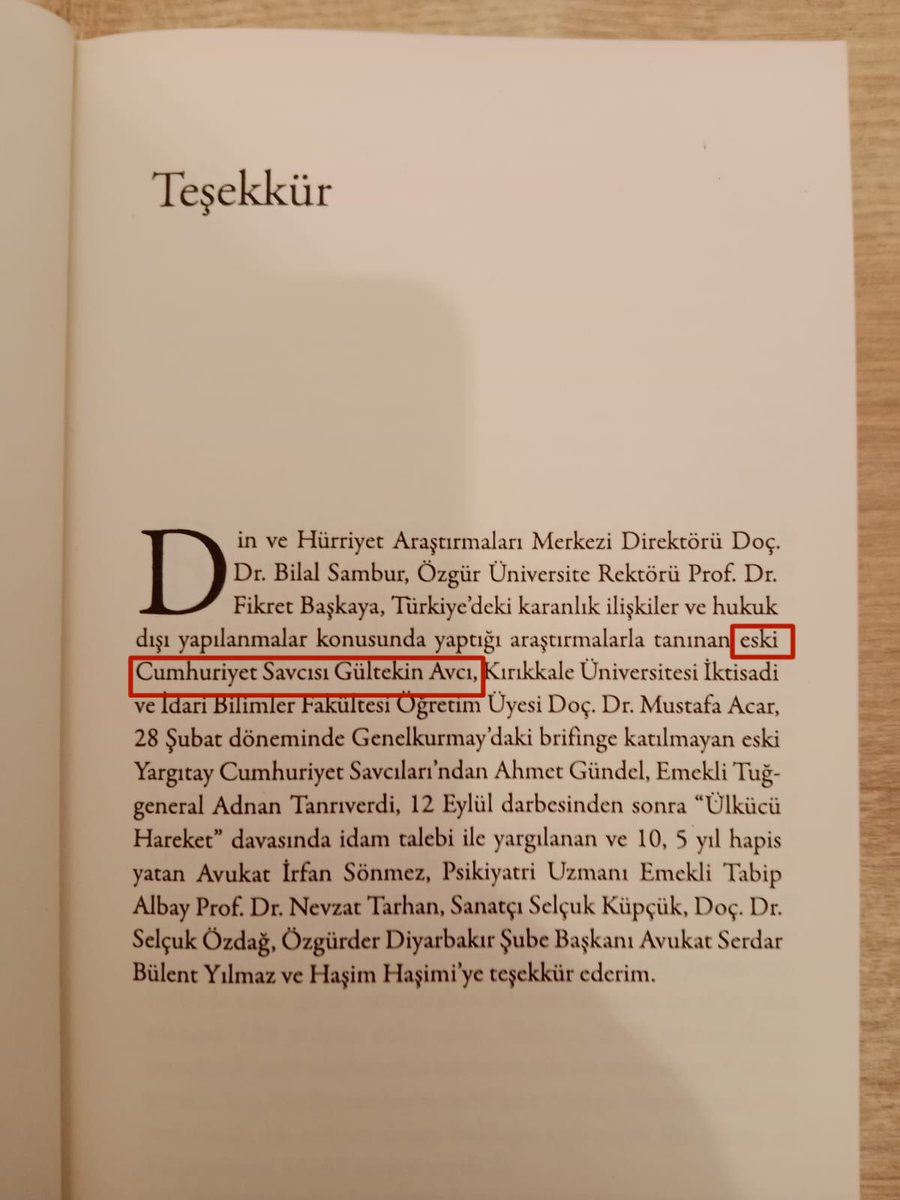 Teşekkür
Din ve Hürriyet Araştırmaları Merkezi Direktörü Doç.
Dr. Bilal Sambur, Özgür Üniversite Rektörü Prof. Dr.
Fikret Başkaya, Türkiye'deki karanlık ilişkiler ve hukuk
dışı yapılanmalar konusunda yaptığı araştırmalarla tanınan eski
Cumhuriyet Savcısı Gültekin Avcı, Kırıkkale Üniversitesi İktisadi
ve İdari Bilimler Fakültesi Öğretim Üyesi Doç. Dr. Mustafa Acar,
28 Şubat döneminde Genelkurmay'daki brifinge katılmayan eski
Yargıtay Cumhuriyet Savcıları'ndan Ahmet Gündel, Emekli Tuğ-
general Adnan Tanrıverdi, 12 Eylül darbesinden sonra "Ülkücü
Hareket" davasında idam talebi ile yargılanan ve 10, 5 yıl hapis
yatan Avukat İrfan Sönmez, Psikiyatri Uzmanı Emekli Tabip
Albay Prof. Dr. Nevzat Tarhan, Sanatçı Selçuk Küpçük, Doç. Dr.
Selçuk Özdağ, Özgürder Diyarbakır Şube Başkanı Avukat Serdar
Bülent Yılmaz ve Haşim Haşimi'ye teşekkür ederim.